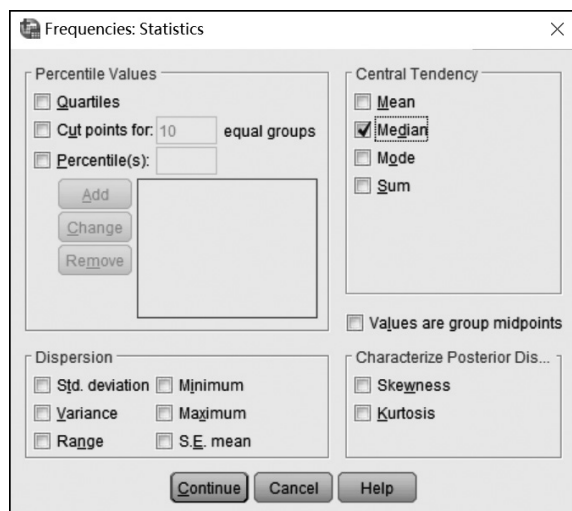 Frequencies: Statistics
Percentile Values
Quartiles
Cut points for: 10 equal groups
Percentile(s):
Add
Change
Remove
Central Tendency
Mean
Median
Mode
Sum
Values are group midpoints
Dispersion
Std. deviation Minimum
Variance Maximum
Range S.E. mean
Characterize Posterior Dis...
Skewness
Kurtosis
Continue Cancel Help